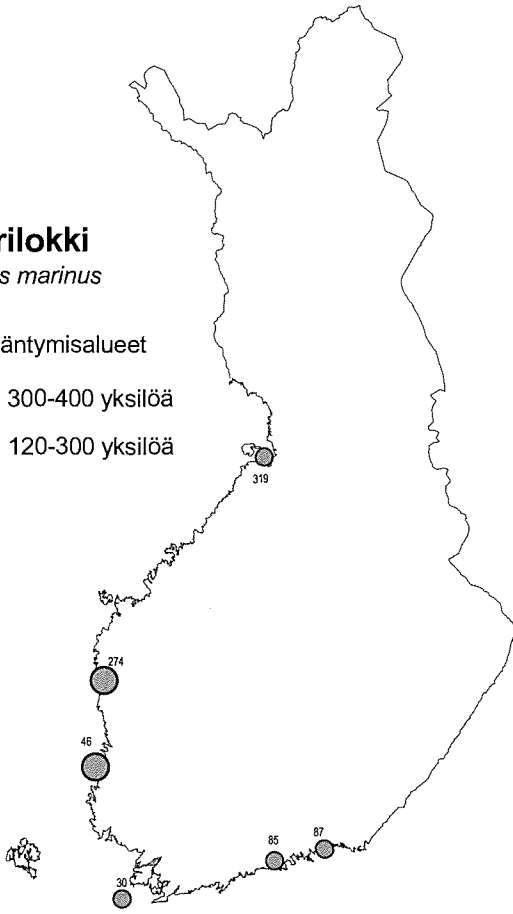 rilokki
s marinus
äntymisalueet
300-400 yksilöä
120-300 yksilöä
319
274
46
85
87
30